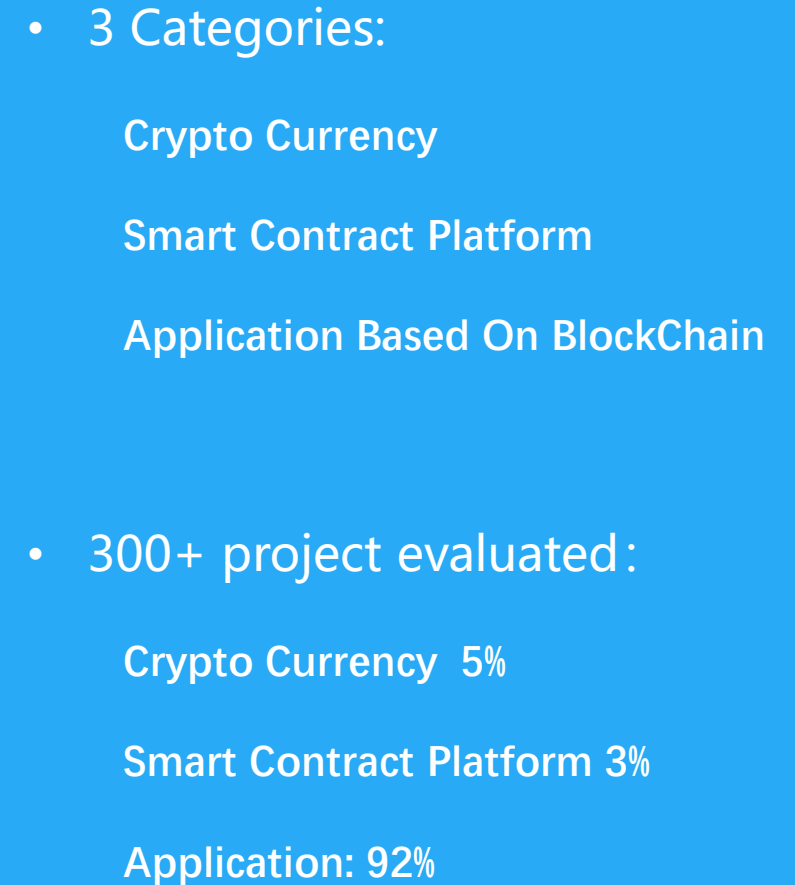 • 3 Categories:
Crypto Currency
Smart Contract Platform
Application Based On BlockChain
• 300+ project evaluated：
Crypto Currency  5%
Smart Contract Platform 3%
Application: 92%